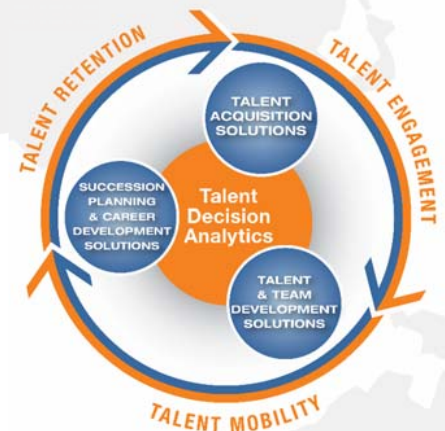 TALENT RETENTION
TALENT ENGAGEMENT
TALENT
ACQUISITION
SOLUTIONS
SUCCESSION
PLANNING
& CAREER
DEVELOPMENT
SOLUTIONS
Talent
Decision
Analytics
TALENT
& TEAM
DEVELOPMENT
SOLUTIONS
TALENT MOBILITY